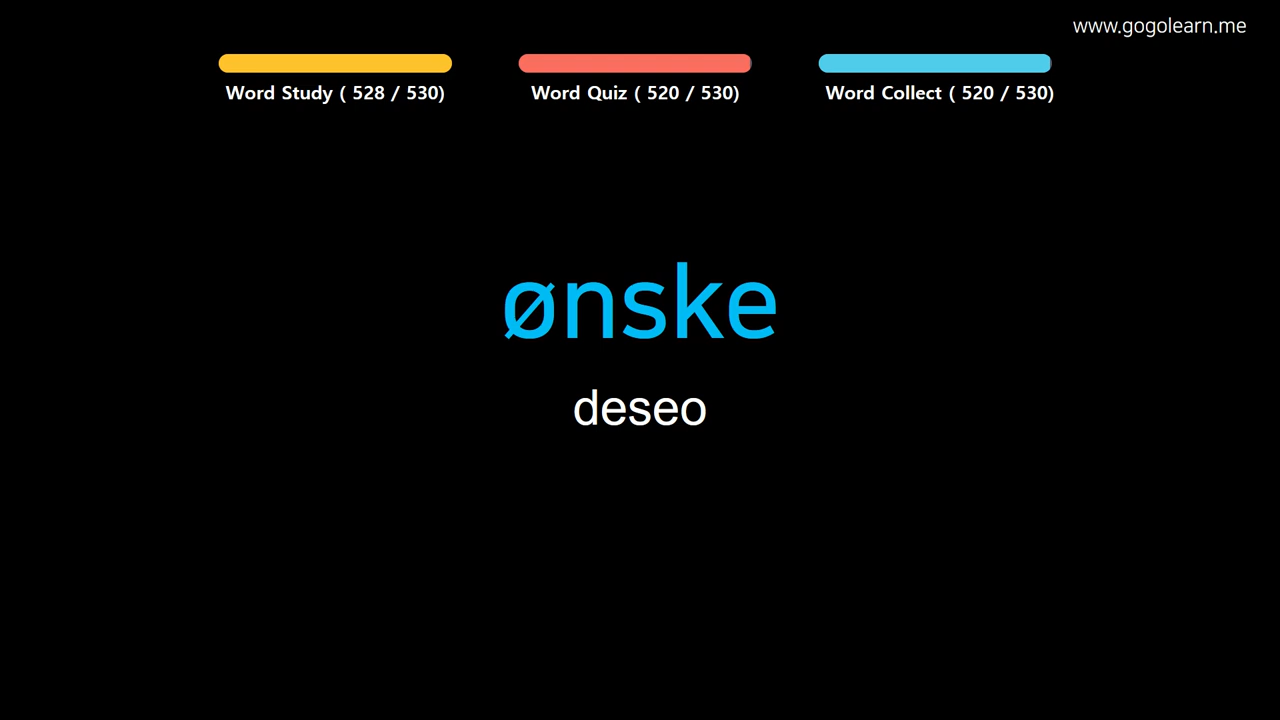 www.gogolearn.me
Word Study ( 528 / 530)
Word Quiz ( 520 / 530)
Word Collect ( 520 / 530)
ønske
deseo